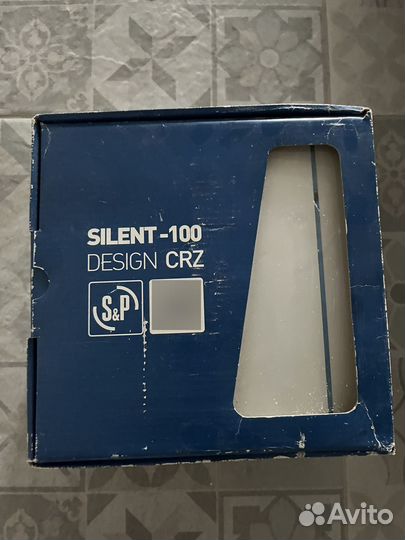 SILENT-100
DESIGN CRZ
S&P
Avito